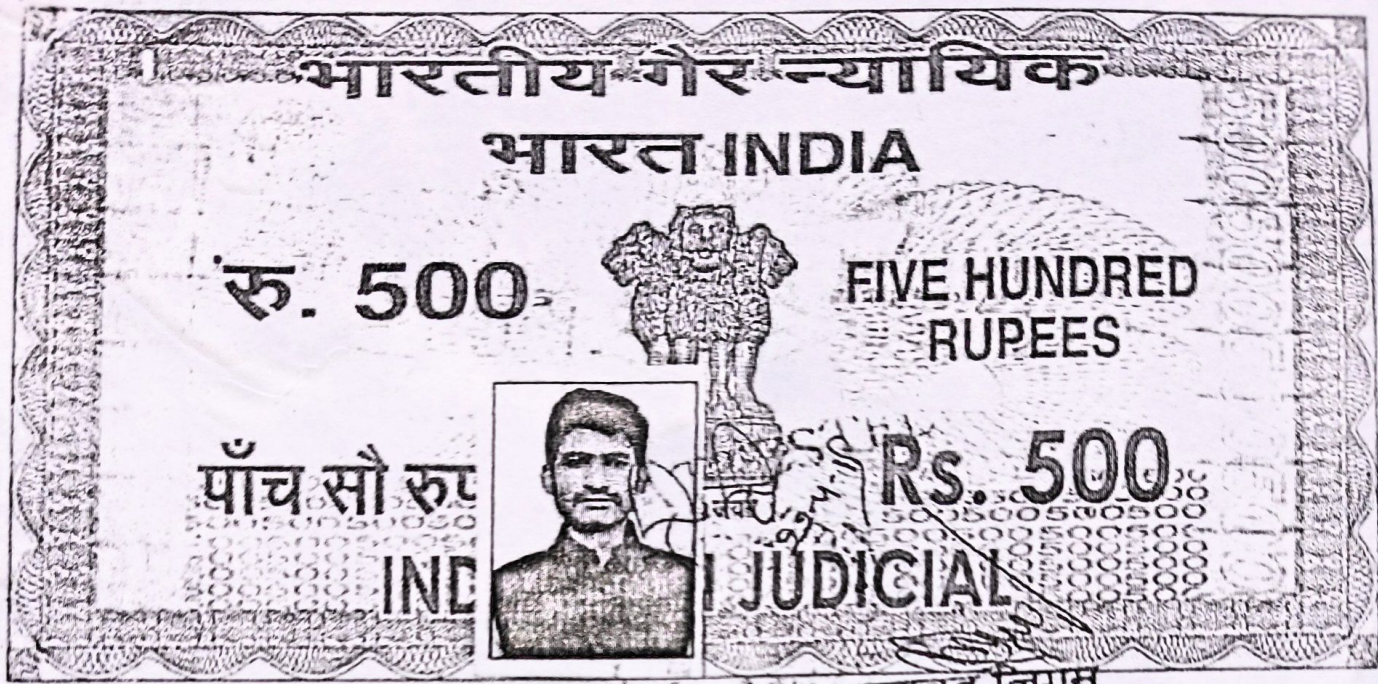 भारतीय गैर न्यायिक
भारत INDIA
रु. 500
FIVE HUNDRED
RUPEES
पाँच सौ रुप
Rs. 500
IND JUDICIAL